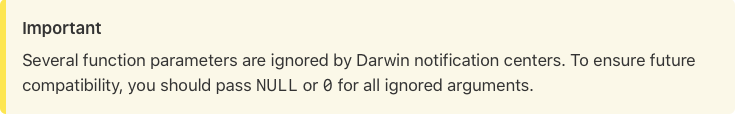 Important
Several function parameters are ignored by Darwin notification centers. To ensure future
compatibility, you should pass NULL or 0 for all ignored arguments.